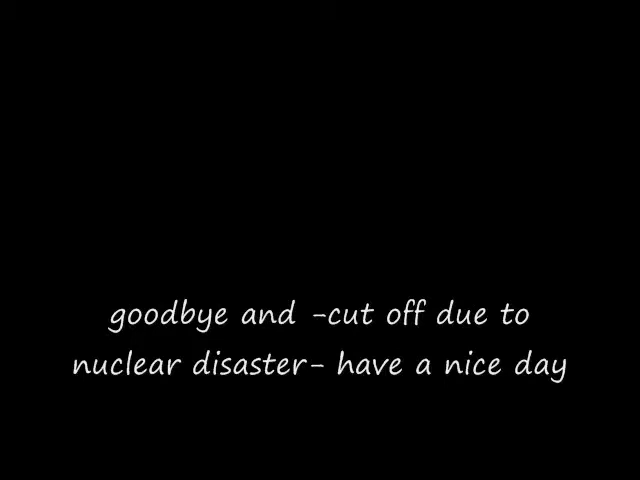 goodbye and -cut off due to
nuclear disaster- have a nice day